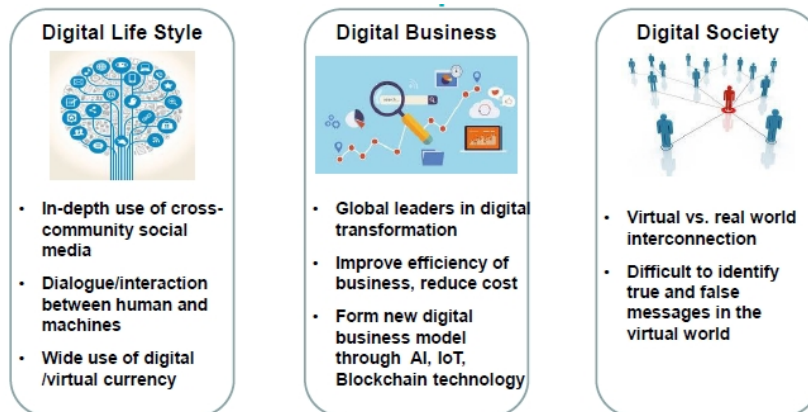 Digital Life Style
• In-depth use of cross-
community social
media
• Dialogue/interaction
between human and
machines
• Wide use of digital
/virtual currency
Digital Business
• Global leaders in digital
transformation
• Improve efficiency of
business, reduce cost
• Form new digital
business model
through AI, IoT,
Blockchain technology
Digital Society
• Virtual vs. real world
interconnection
• Difficult to identify
true and false
messages in the
virtual world